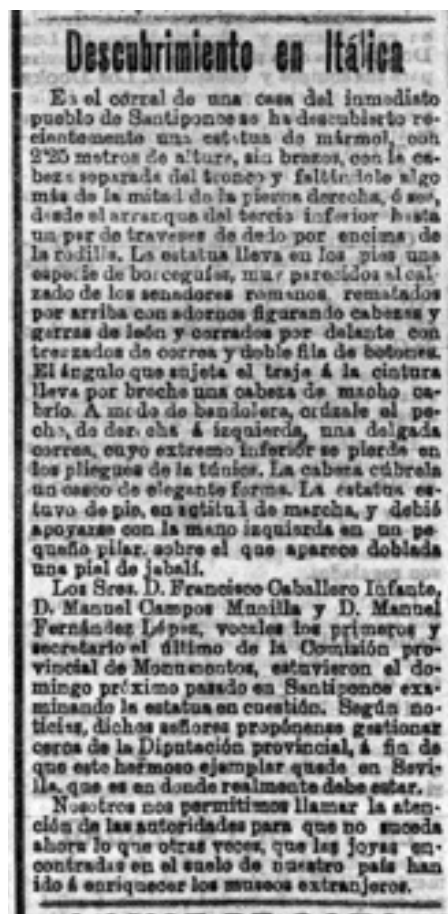 Descubrimiento en Itálica
En el corral de una casa del inmediato
pueblo de Santiponce se ha descubierto re-
cientemente una estatua de mármol, con
2'25 metros de altura, sin brazos, con la ca-
beza separada del tronco y faltándole algo
más de la mitad de la pierna derecha, ó sea,
desde el arranque del tercio inferior hasta
un par de traveses de dedo por encima de
la rodilla. La estatua lleva en los pies una
especie de borceguíes, muy parecidos al cal-
zado de los senadores romanos, rematados
por arriba con adornos figurando cabezas y
garras de león y cerrados por delante con
trenzados de correa y doble fila de botones.
El ángulo que sujeta el traje á la cintura
lleva por broche una cabeza de macho ca-
brío. A modo de bandolera, crúzale el pe-
cho, de derecha á izquierda, una delgada
correa, cuyo extremo inferior se pierde en
los pliegues de la túnica. La cabeza cúbrela
un casco de elegante forma. La estatua es-
tuvo de pie, en actitud de marcha, y debió
apoyarse con la mano izquierda en un pe-
queño pilar, sobre el que aparece doblada
una piel de jabalí.
Los Sres. D. Francisco Caballero Infante,
D. Manuel Campos Munilla y D. Manuel
Fernández López, vocales los primeros y
secretario el último de la Comisión pro-
vincial de Monumentos, estuvieron el do-
mingo próximo pasado en Santiponce exa-
minando la estatua en cuestión. Según no-
ticias, dichos señores propónense gestionar
cerca de la Diputación provincial, á fin de
que este hermoso ejemplar quede en Sevi-
lla, que es en donde realmente debe estar.
Nosotros nos permitimos llamar la aten-
ción de las autoridades para que no suceda
ahora lo que otras veces, que las joyas en-
contradas en el suelo de nuestro país han
ido á enriquecer los museos extranjeros.